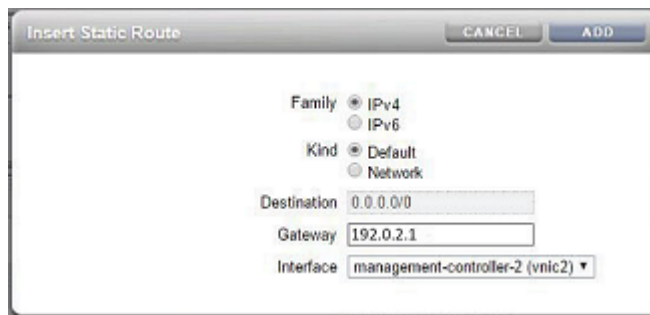 Insert Static Route CANCEL ADD
Family IPv4
IPv6
Kind Default
Network
Destination 0.0.0.0/0
Gateway 192.0.2.1
Interface management-controller-2 (vnic2)